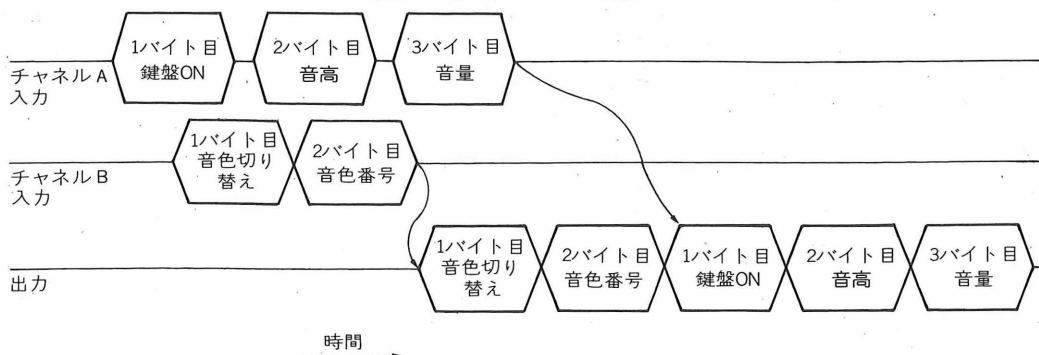 1バイト目
鍵盤ON
2バイト目
音高
3バイト目
音量
チャネルA
入力
1バイト目
音色切り
替え
2バイト目
音色番号
チャネルB
入力
1バイト目
音色切り
替え
2バイト目
音色番号
1バイト目
鍵盤ON
2バイト目
音高
3バイト目
音量
出力
時間